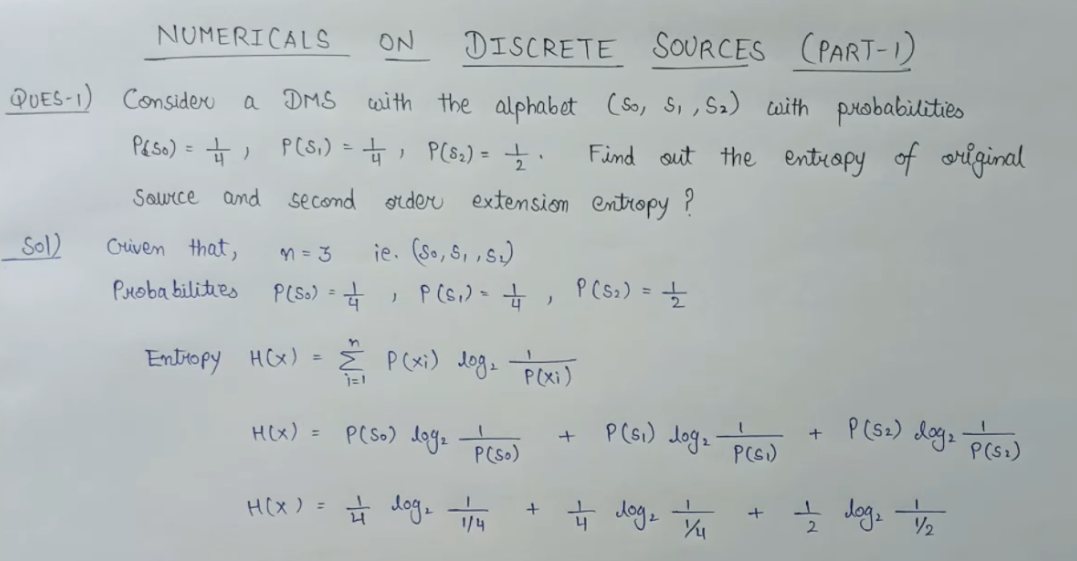 NUMERICALS ON DISCRETE SOURCES (PART-1)
QUES-1) Consider a DMS with the alphabet (S₀, S₁, S₂) with probabilities
P(S₀) = 1/4, P(S₁) = 1/4, P(S₂) = 1/2. Find out the entropy of original
Source and second order extension entropy?
Sol) Given that, n = 3 ie. (S₀, S₁, S₂)
Probabilities P(S₀) = 1/4, P(S₁) = 1/4, P(S₂) = 1/2
Entropy H(x) = Σ_{i=1}^{n} P(xi) log₂ 1/P(xi)
H(x) = P(S₀) log₂ 1/P(S₀) + P(S₁) log₂ 1/P(S₁) + P(S₂) log₂ 1/P(S₂)
H(x) = 1/4 log₂ 1/(1/4) + 1/4 log₂ 1/(1/4) + 1/2 log₂ 1/(1/2)